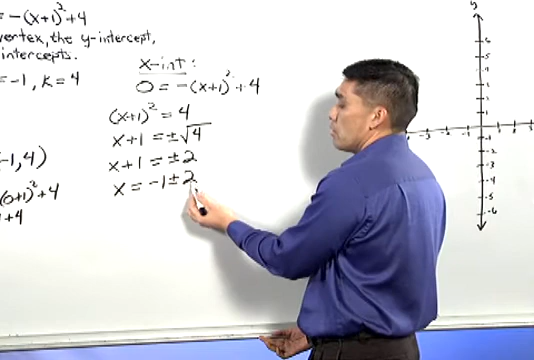 = -(x+1)² + 4
vertex, the y-intercept,
intercepts.
= -1, K = 4
-1, 4)
(0+1)² + 4
+ 4
x-int:
0 = -(x+1)² + 4
(x+1)² = 4
x+1 = ±√4
x+1 = ±2
x = -1 ± 2
y